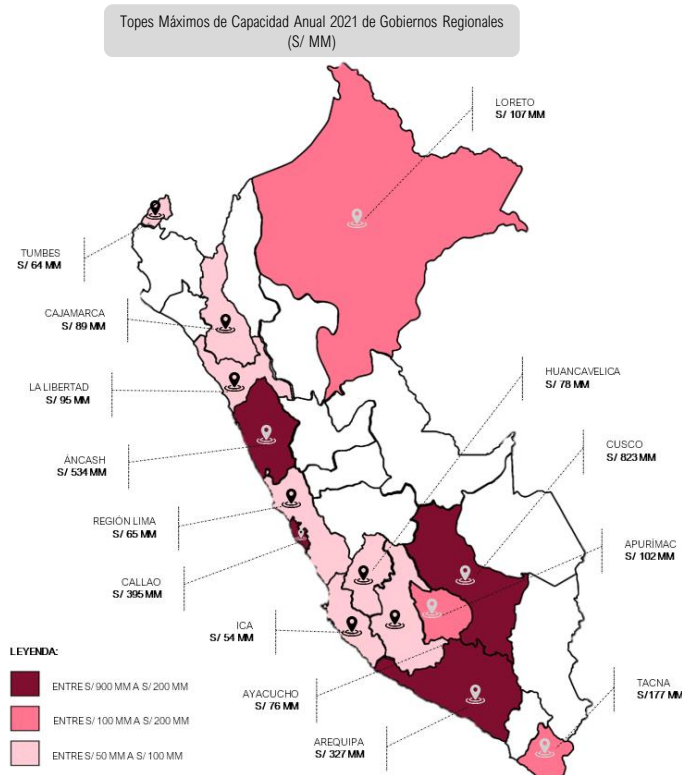 Topes Máximos de Capacidad Anual 2021 de Gobiernos Regionales
(S/ MM)
LORETO
S/ 107 MM
TUMBES
S/ 64 MM
CAJAMARCA
S/ 89 MM
HUANCAVELICA
S/ 78 MM
LA LIBERTAD
S/ 95 MM
CUSCO
S/ 823 MM
ÁNCASH
S/ 534 MM
REGIÓN LIMA
S/ 65 MM
APURÍMAC
S/ 102 MM
CALLAO
S/ 395 MM
ICA
S/ 54 MM
LEYENDA:
ENTRE S/ 900 MM A S/ 200 MM
ENTRE S/ 100 MM A S/ 200 MM
ENTRE S/ 50 MM A S/ 100 MM
AYACUCHO
S/ 76 MM
TACNA
S/177 MM
AREQUIPA
S/ 327 MM